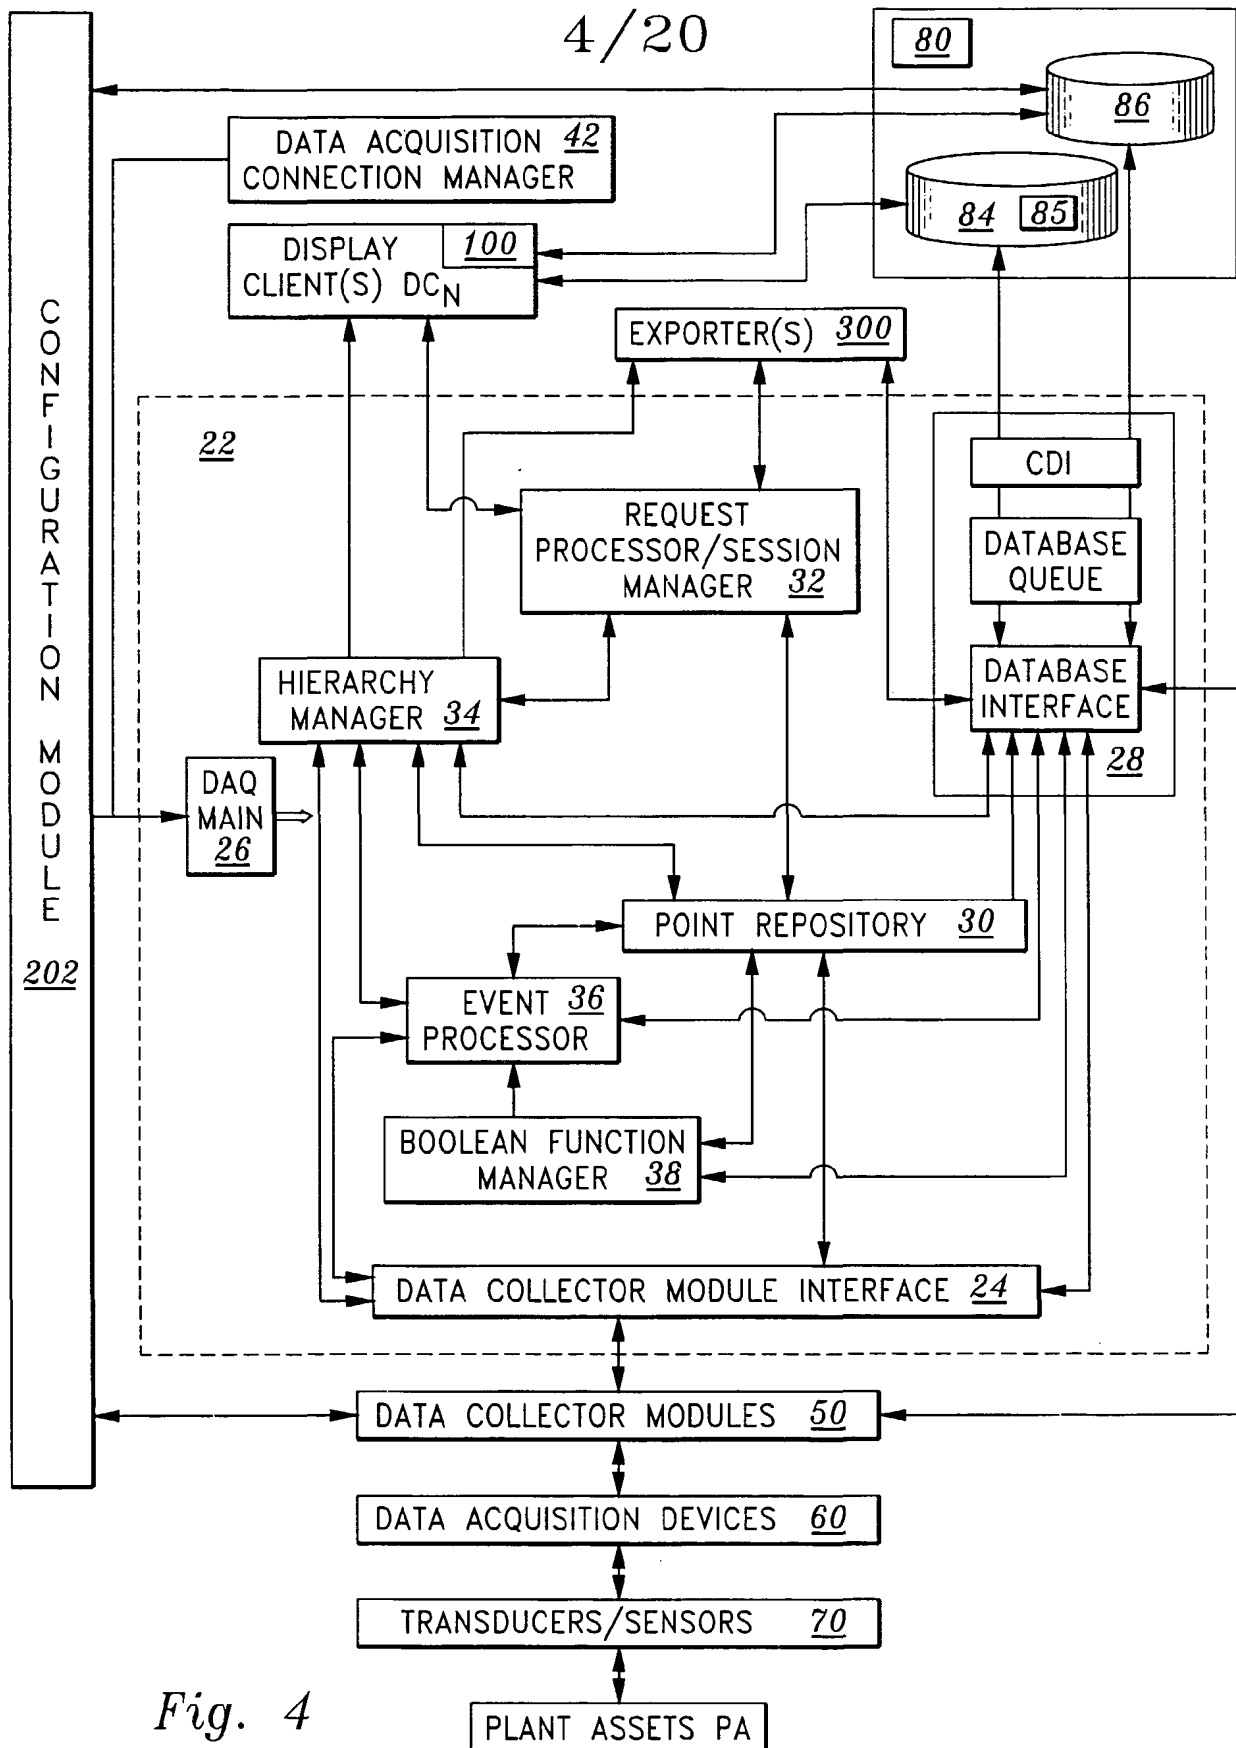 4/20
80
86
DATA ACQUISITION 42
CONNECTION MANAGER
84 85
DISPLAY 100
CLIENT(S) DCN
EXPORTER(S) 300
CONFIGURATION MODULE
202
22
CDI
REQUEST
PROCESSOR/SESSION
MANAGER 32
DATABASE
QUEUE
HIERARCHY
MANAGER 34
DATABASE
INTERFACE
28
DAQ
MAIN
26
POINT REPOSITORY 30
EVENT 36
PROCESSOR
BOOLEAN FUNCTION
MANAGER 38
DATA COLLECTOR MODULE INTERFACE 24
DATA COLLECTOR MODULES 50
DATA ACQUISITION DEVICES 60
TRANSDUCERS/SENSORS 70
PLANT ASSETS PA
Fig. 4